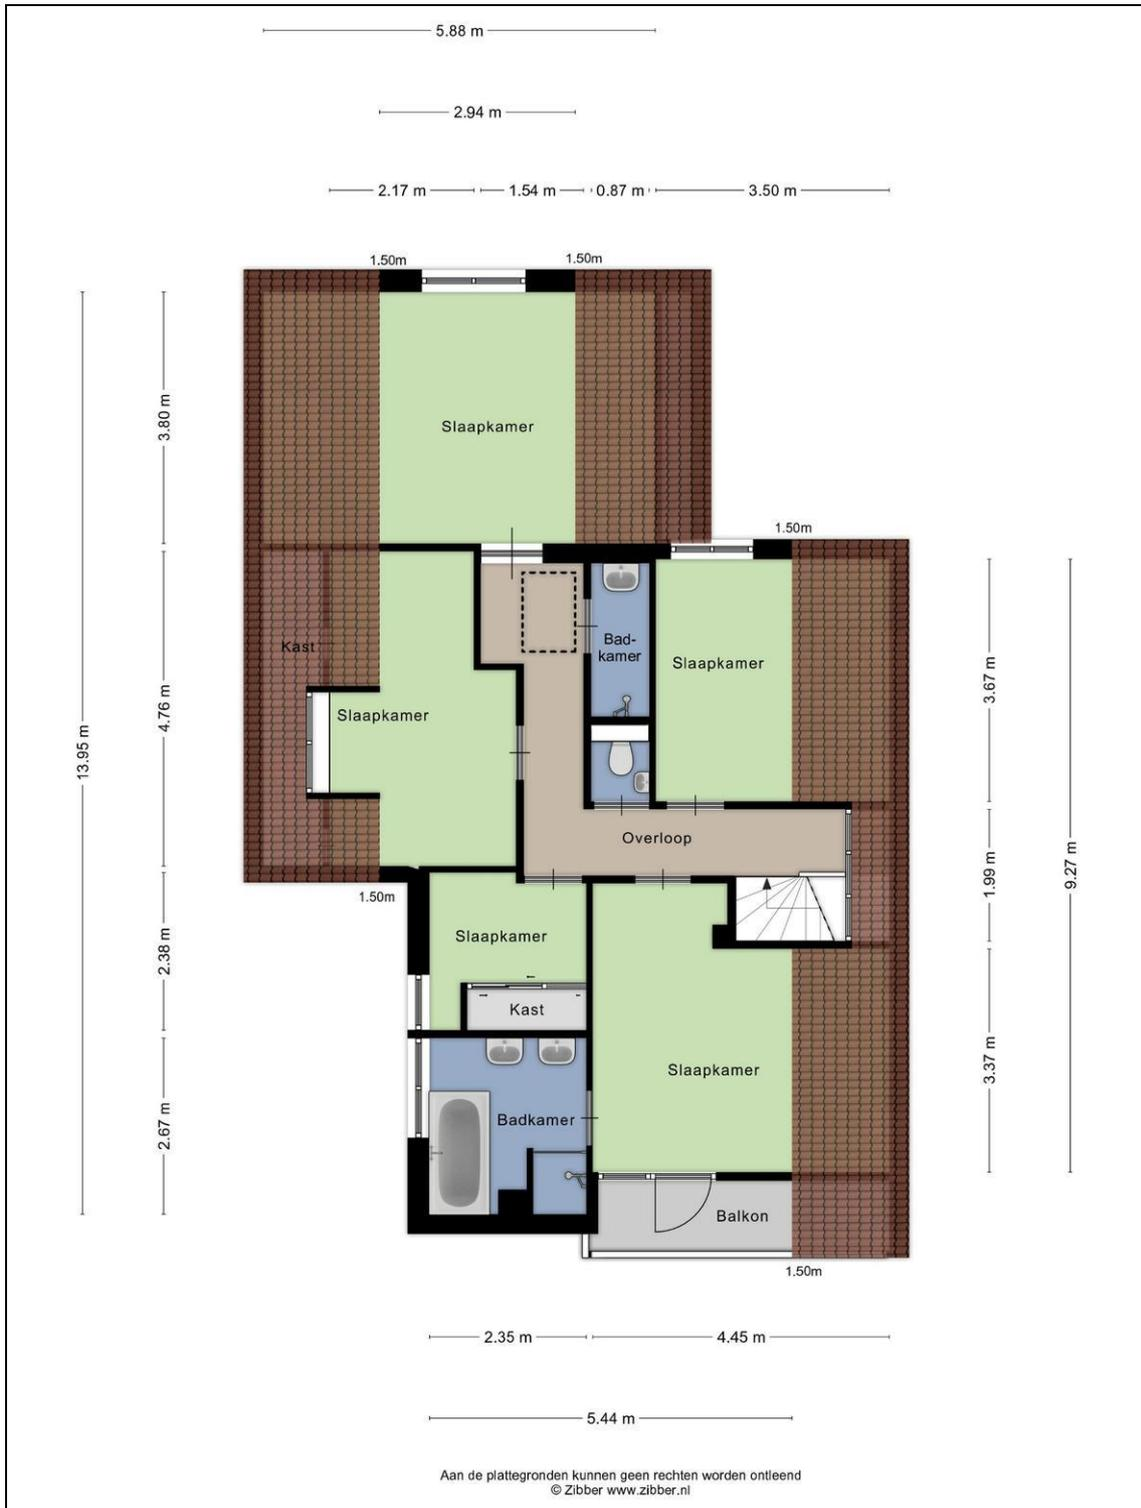 5.88 m
2.94 m
2.17 m
1.54 m
0.87 m
3.50 m
1.50m
1.50m
3.80 m
Slaapkamer
1.50m
Bad-
kamer
Slaapkamer
3.67 m
Kast
Slaapkamer
4.76 m
13.95 m
Overloop
1.99 m
9.27 m
1.50m
Slaapkamer
2.38 m
Kast
3.37 m
Slaapkamer
2.67 m
Badkamer
Balkon
1.50m
2.35 m
4.45 m
5.44 m
Aan de plattegronden kunnen geen rechten worden ontleend
© Zibber www.zibber.nl